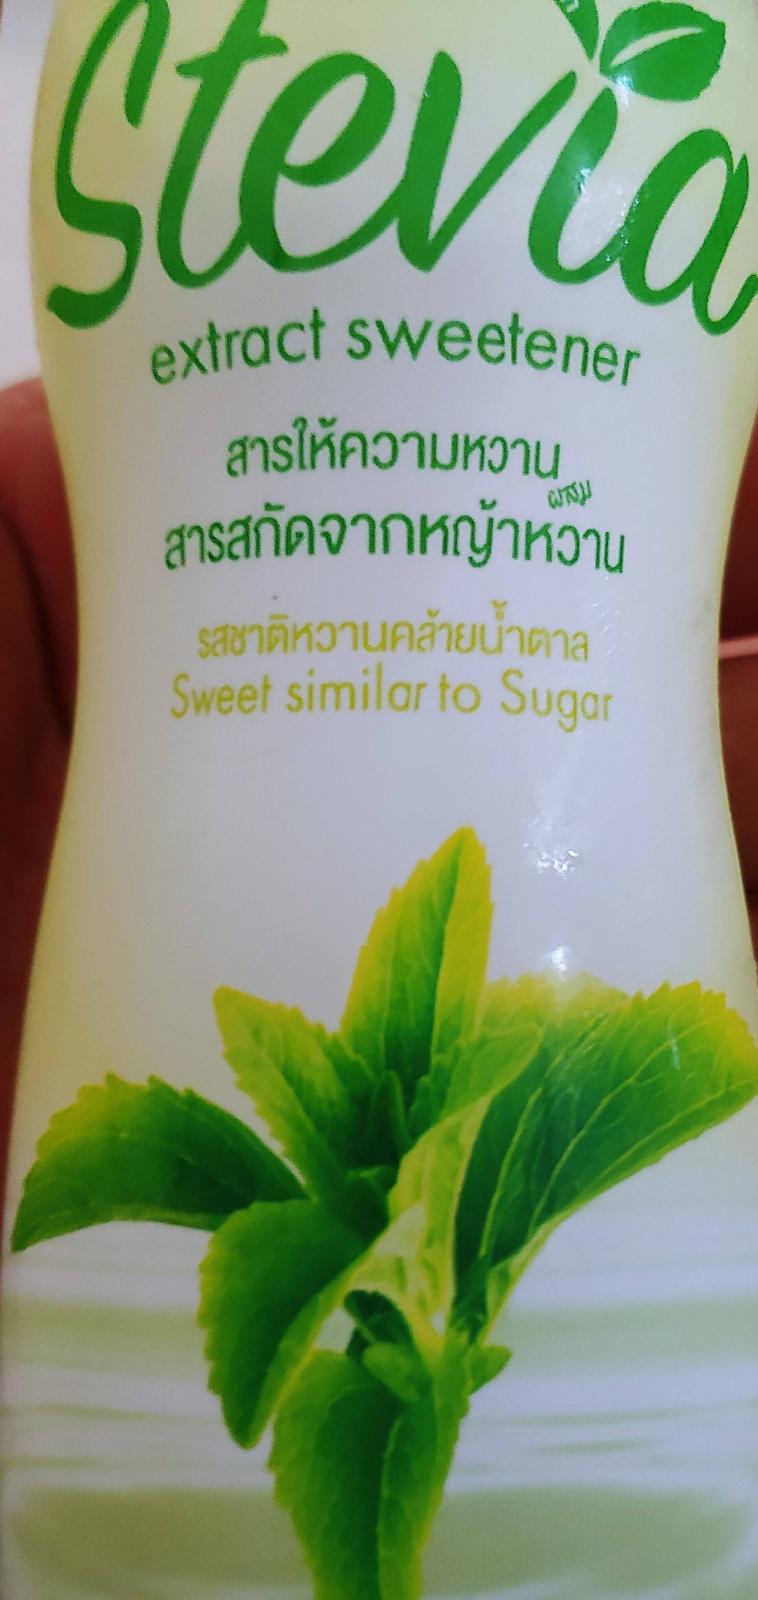 Stevia
extract sweetener
สารให้ความหวาน
ผสม
สารสกัดจากหญ้าหวาน
รสชาติหวานคล้ายน้ำตาล
Sweet similar to Sugar